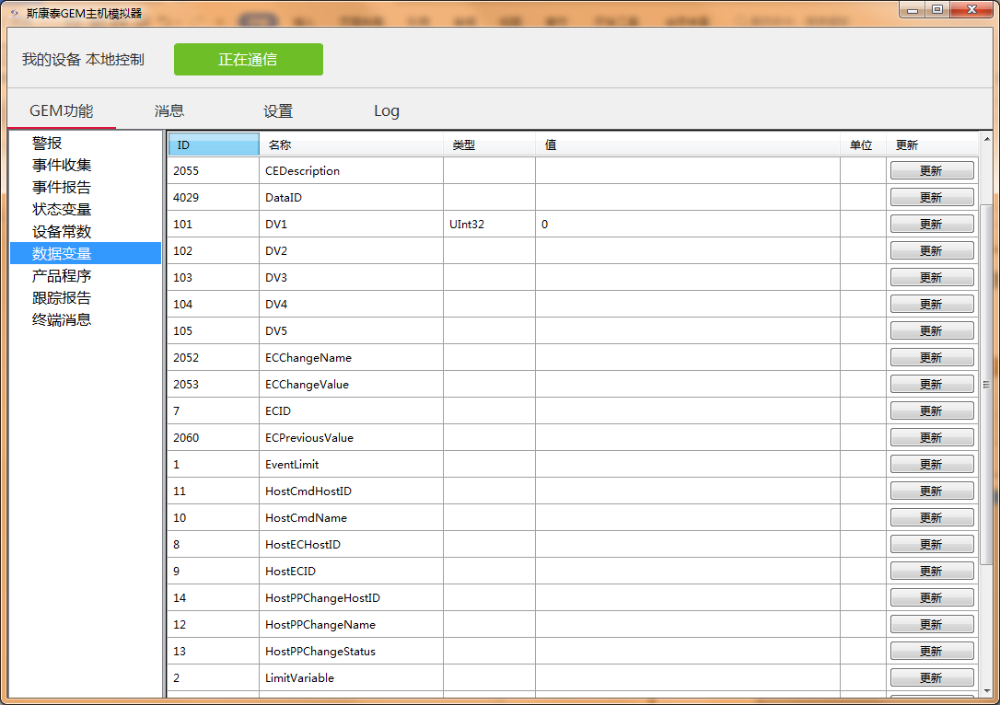 斯康泰GEM主机模拟器
我的设备 本地控制 正在通信
GEM功能 消息 设置 Log
警报
事件收集
事件报告
状态变量
设备常数
数据变量
产品程序
跟踪报告
终端消息
ID 名称 类型 值 单位 更新
2055 CEDescription 更新
4029 DataID 更新
101 DV1 UInt32 0 更新
102 DV2 更新
103 DV3 更新
104 DV4 更新
105 DV5 更新
2052 ECChangeName 更新
2053 ECChangeValue 更新
7 ECID 更新
2060 ECPreviousValue 更新
1 EventLimit 更新
11 HostCmdHostID 更新
10 HostCmdName 更新
8 HostECHostID 更新
9 HostECID 更新
14 HostPPChangeHostID 更新
12 HostPPChangeName 更新
13 HostPPChangeStatus 更新
2 LimitVariable 更新